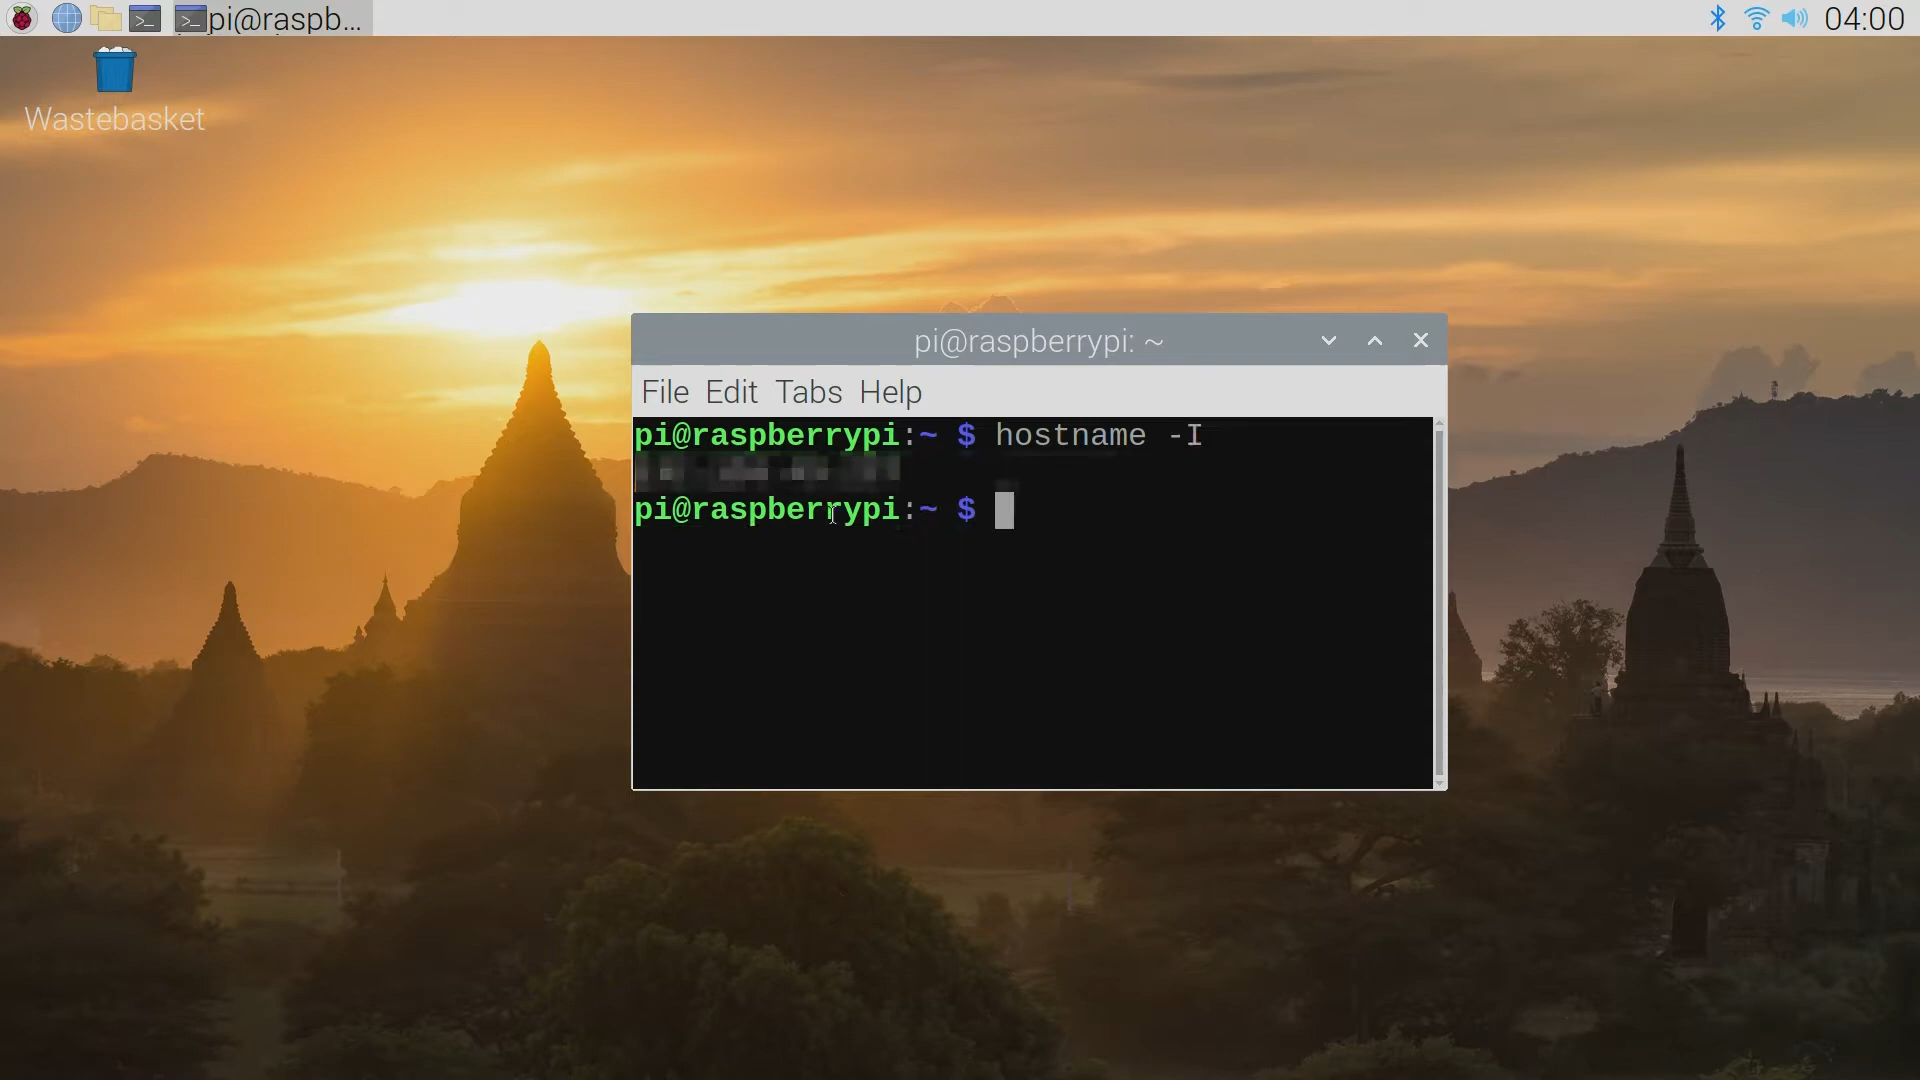 pi@raspb...
04:00
Wastebasket
pi@raspberrypi: ~
File Edit Tabs Help
pi@raspberrypi:~ $ hostname -I
pi@raspberrypi:~ $